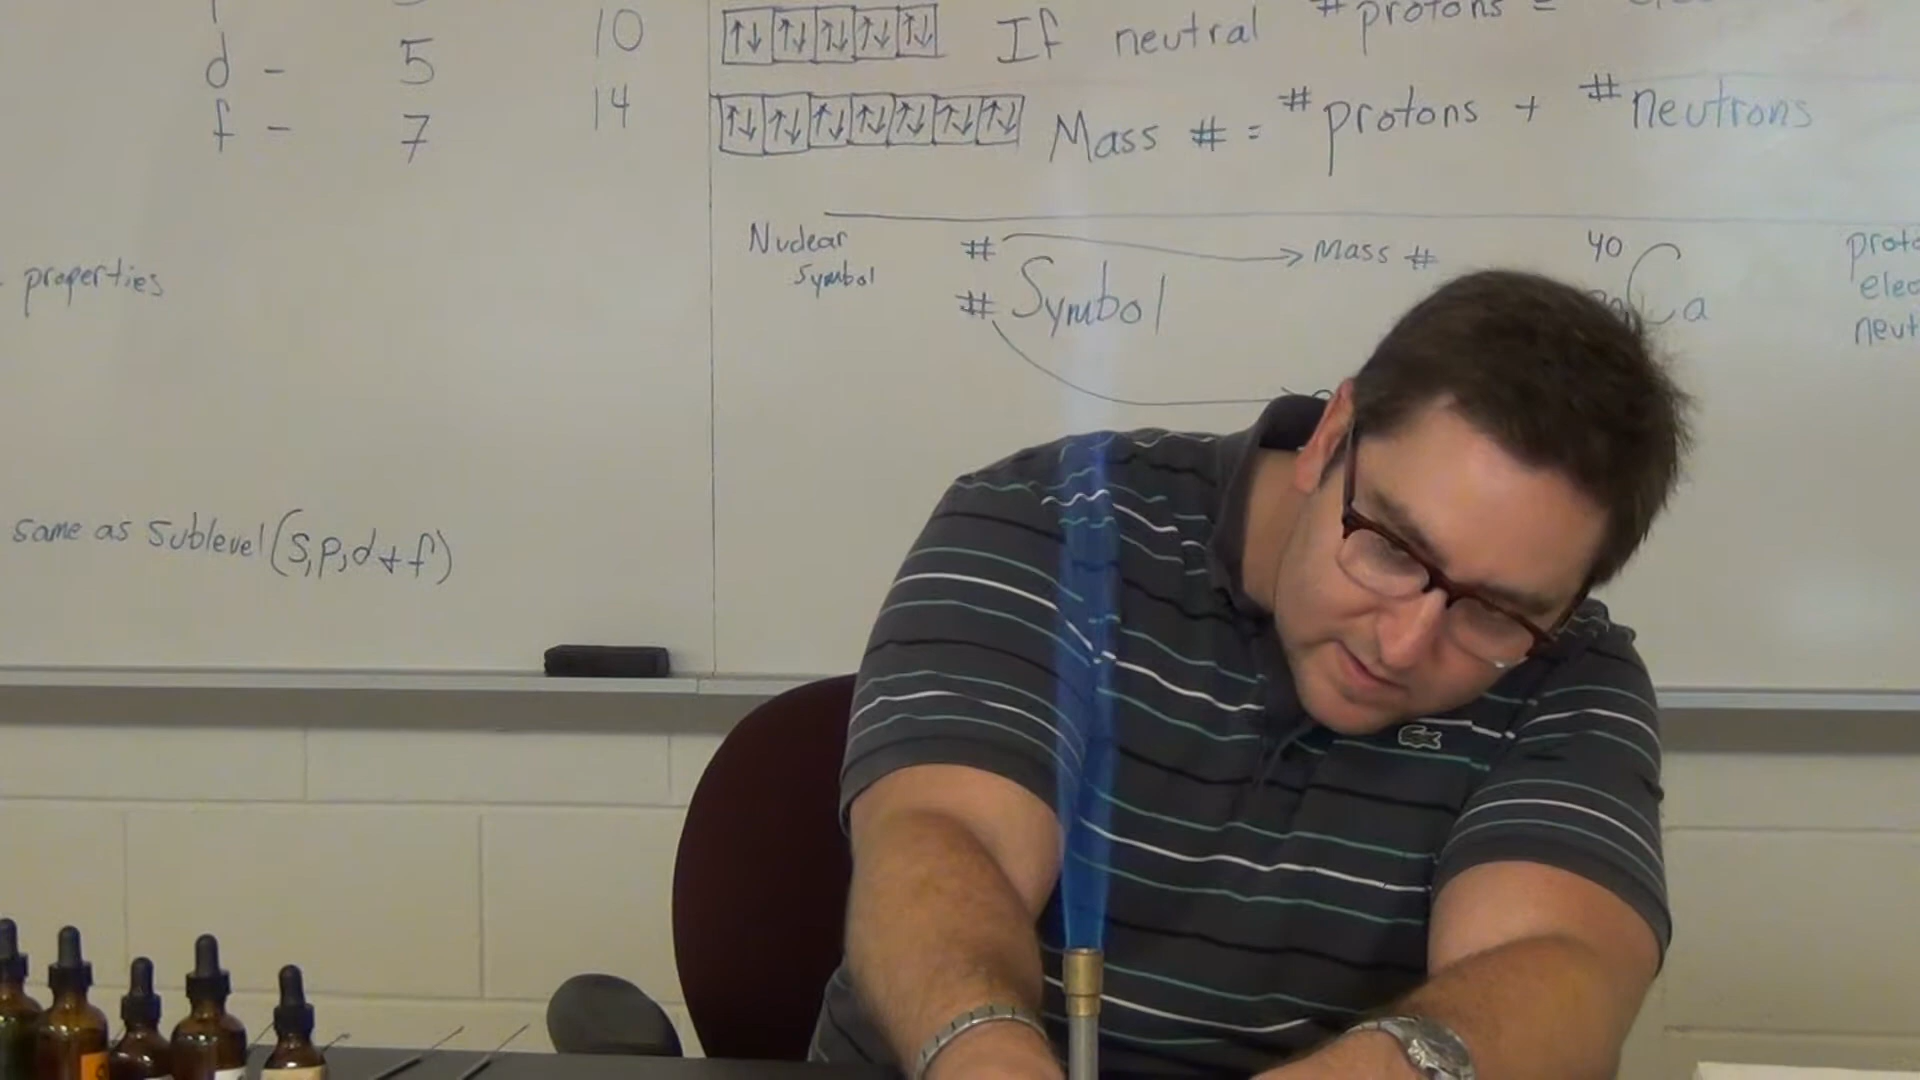 d - 5 10 If neutral # protons =
f - 7 14 Mass # = # protons + # neutrons
properties
same as sublevel (s, p, d + f)
Nuclear
Symbol
# Mass #
# Symbol
40
Ca